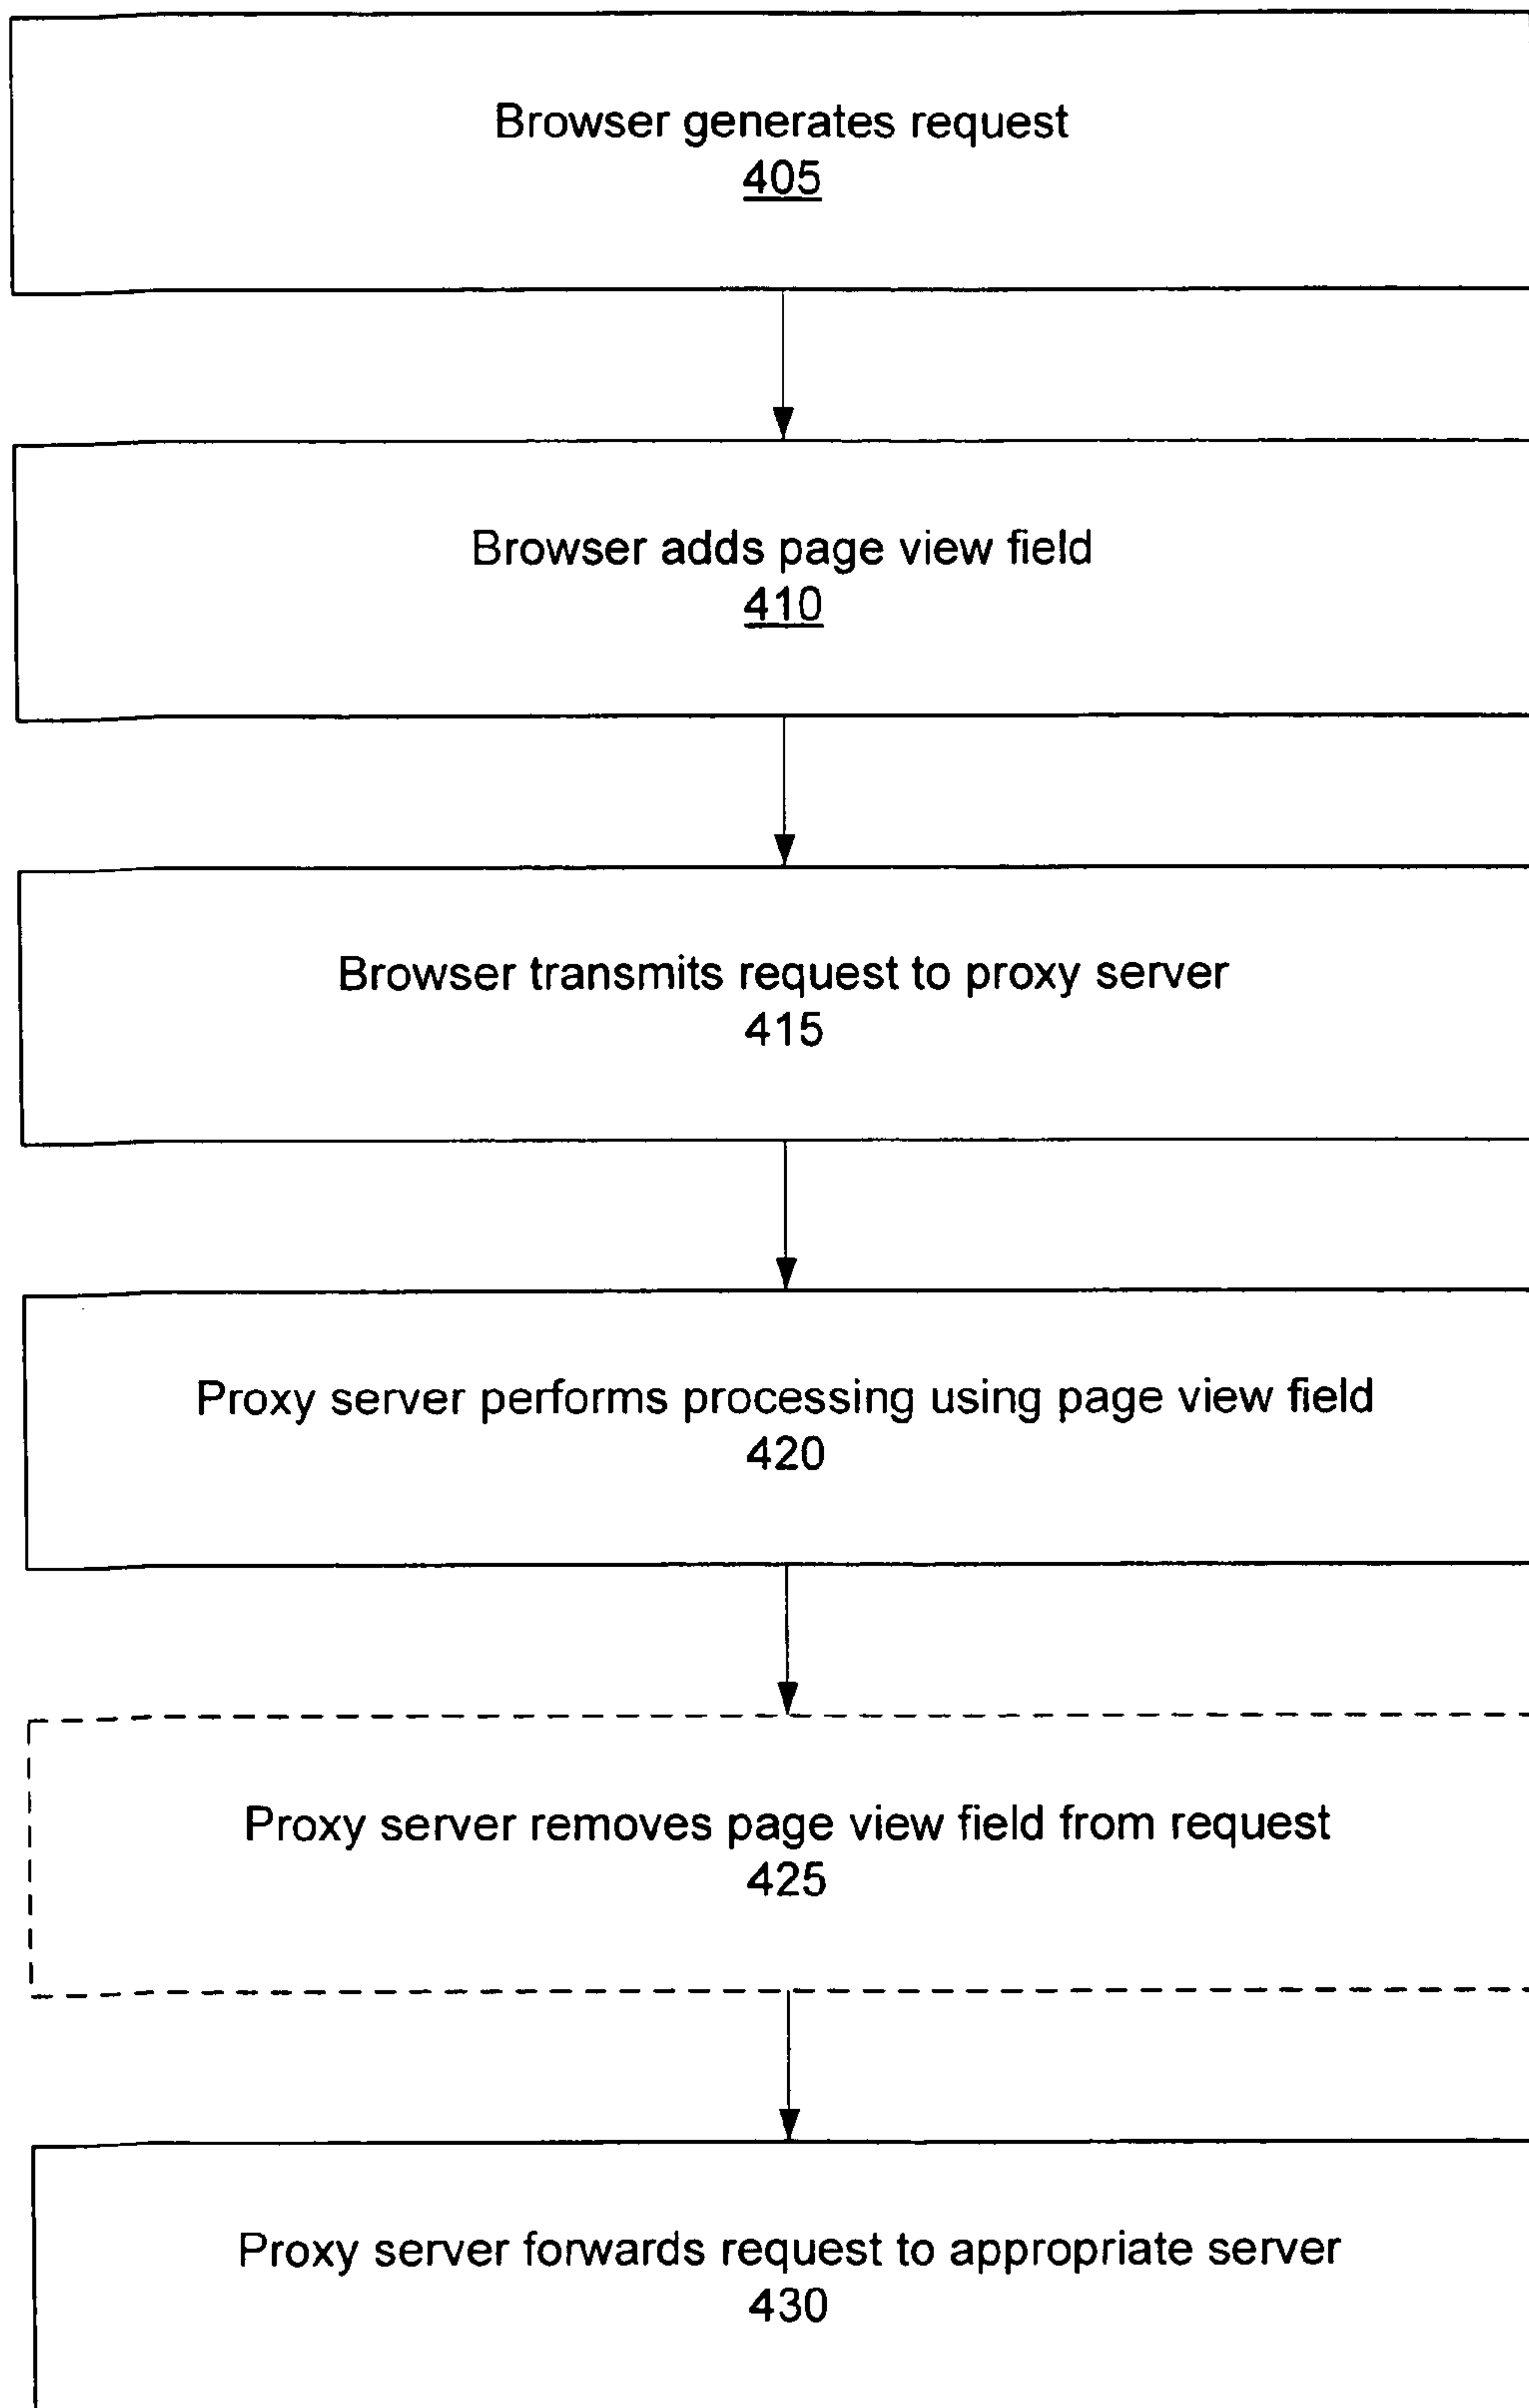 Browser generates request
405
Browser adds page view field
410
Browser transmits request to proxy server
415
Proxy server performs processing using page view field
420
Proxy server removes page view field from request
425
Proxy server forwards request to appropriate server
430